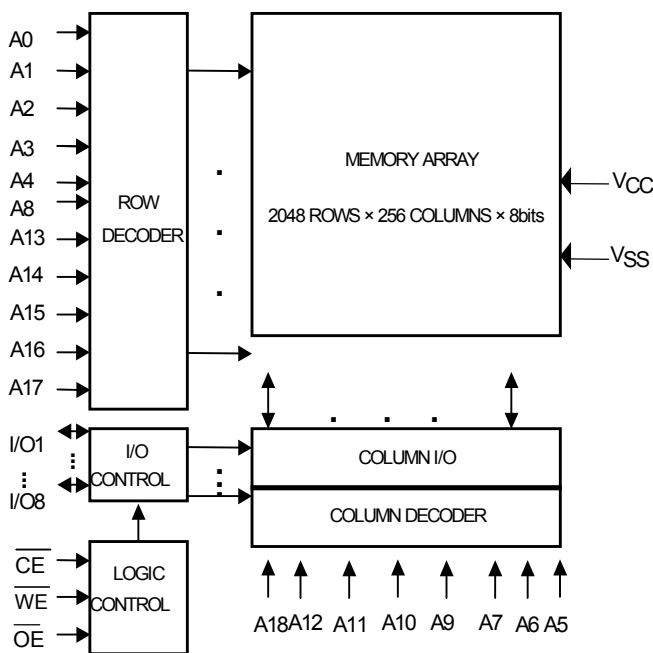 A0
A1
A2
A3
A4
A8
A13
A14
A15
A16
A17
ROW
DECODER
MEMORY ARRAY
2048 ROWS × 256 COLUMNS × 8bits
VCC
VSS
I/O1
I/O8
I/O
CONTROL
COLUMN I/O
COLUMN DECODER
CE
WE
OE
LOGIC
CONTROL
A18 A12 A11 A10 A9 A7 A6 A5